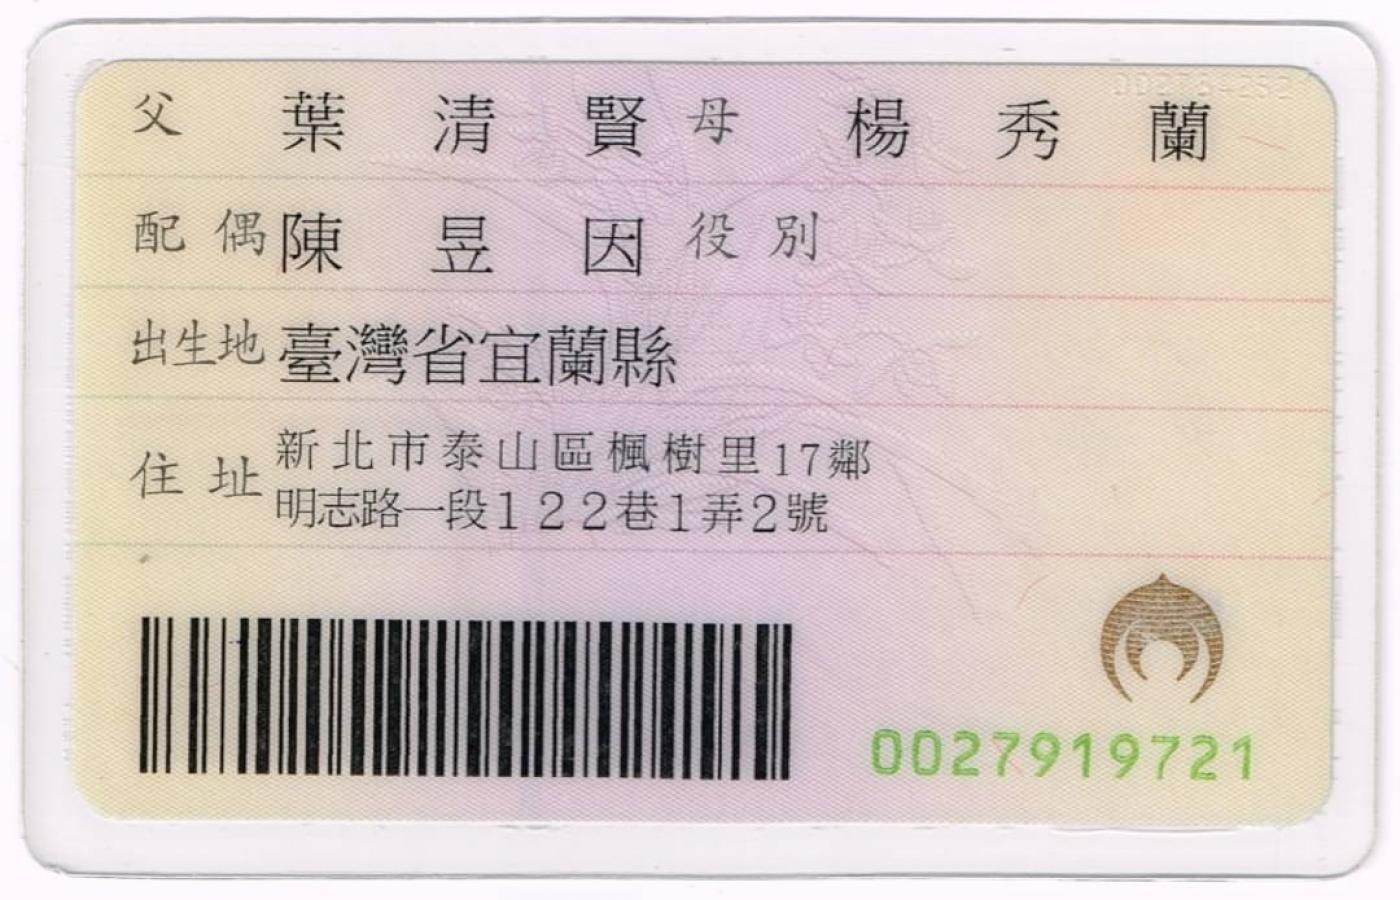 父 葉清賢 母 楊秀蘭
配偶 陳昱因 役別
出生地 臺灣省宜蘭縣
住址 新北市泰山區楓樹里17鄰
明志路一段122巷1弄2號
0027919721